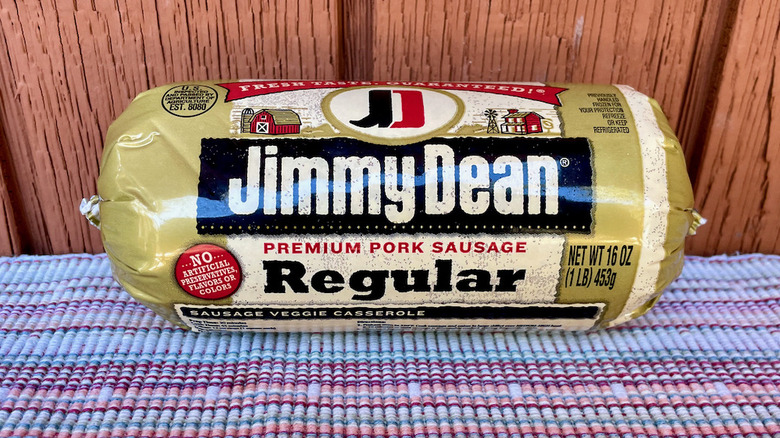 FRESH TASTE. GUARANTEED!®
U.S.
INSPECTED
AND PASSED BY
DEPARTMENT OF
AGRICULTURE
EST. 8080
JD
PREVIOUSLY
HANDLED
FROZEN FOR
YOUR
PROTECTION
REFREEZE
OR KEEP
REFRIGERATED
Jimmy Dean®
PREMIUM PORK SAUSAGE
Regular
NO
ARTIFICIAL
PRESERVATIVES,
FLAVORS OR
COLORS
NET WT 16 OZ
(1 LB) 453g
SAUSAGE VEGGIE CASSEROLE